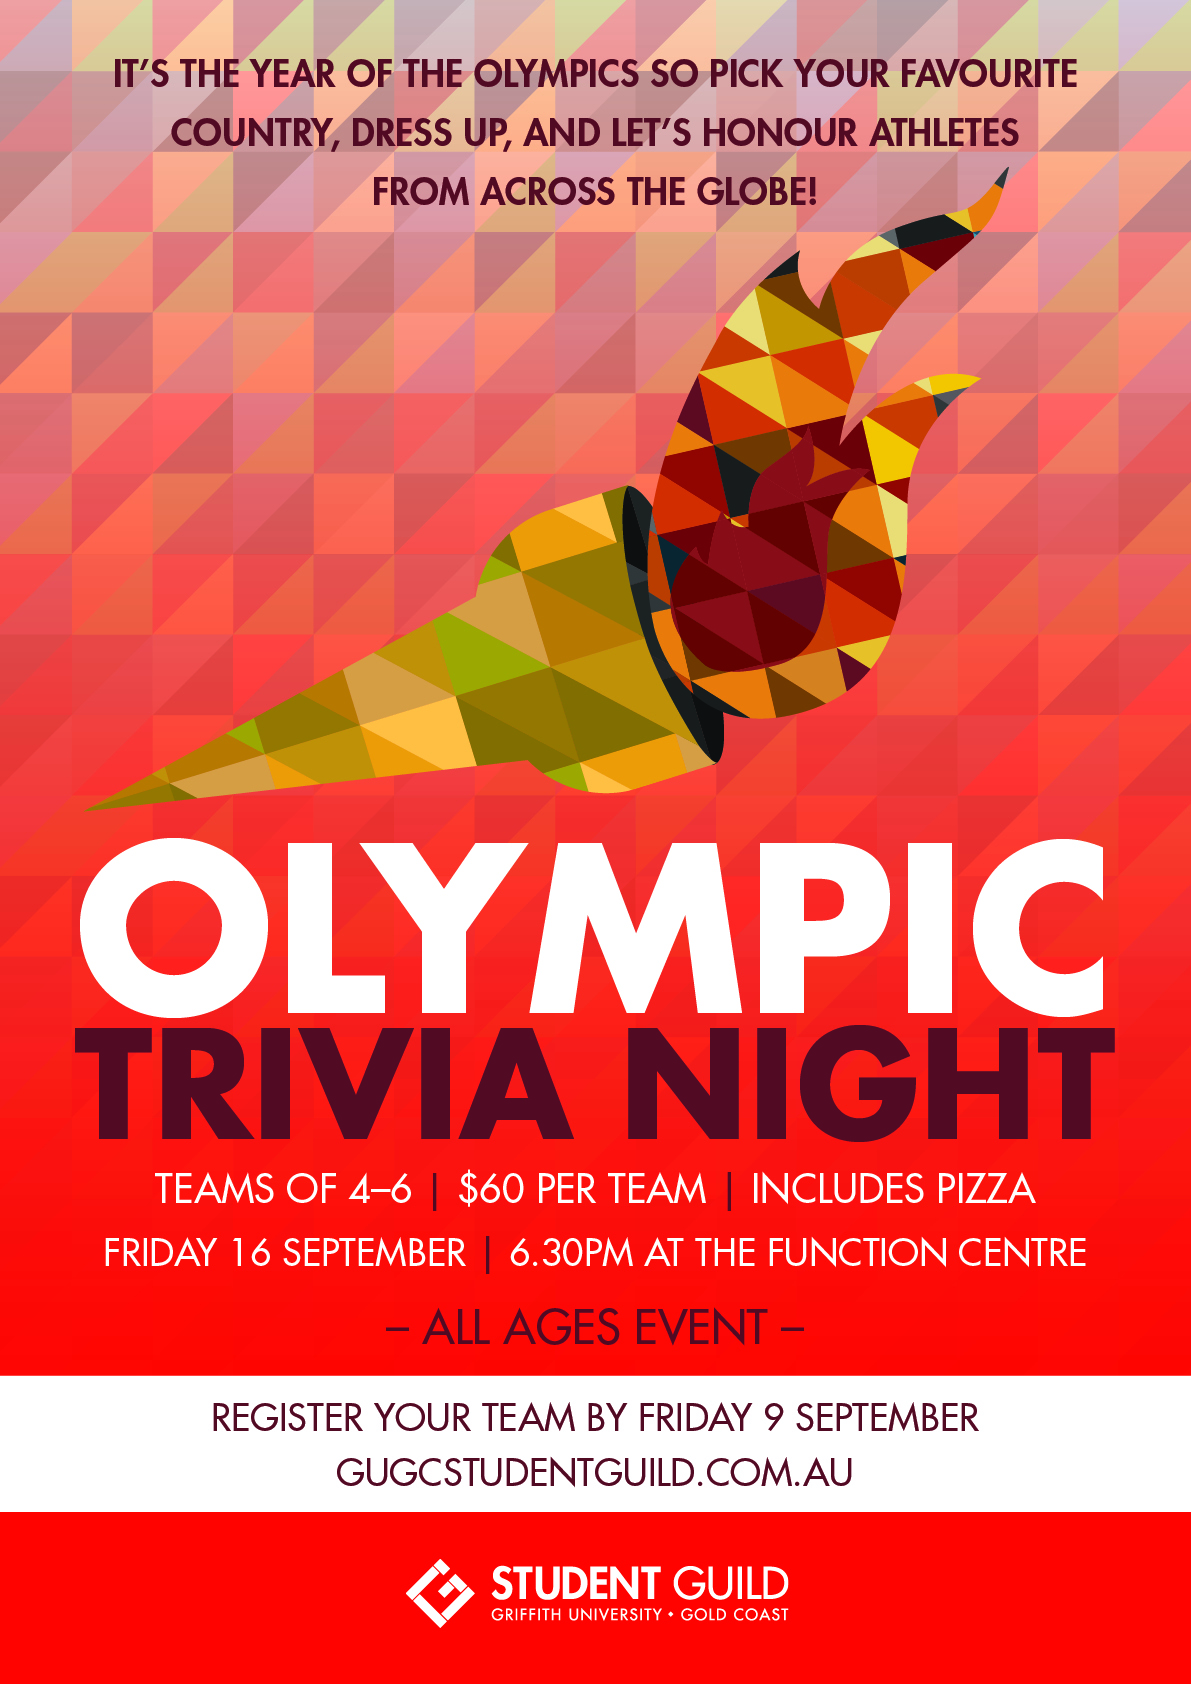 IT'S THE YEAR OF THE OLYMPICS SO PICK YOUR FAVOURITE
COUNTRY, DRESS UP, AND LET'S HONOUR ATHLETES
FROM ACROSS THE GLOBE!
OLYMPIC
TRIVIA NIGHT
TEAMS OF 4–6 | $60 PER TEAM | INCLUDES PIZZA
FRIDAY 16 SEPTEMBER | 6.30PM AT THE FUNCTION CENTRE
– ALL AGES EVENT –
REGISTER YOUR TEAM BY FRIDAY 9 SEPTEMBER
GUGCSTUDENTGUILD.COM.AU
STUDENT GUILD
GRIFFITH UNIVERSITY • GOLD COAST